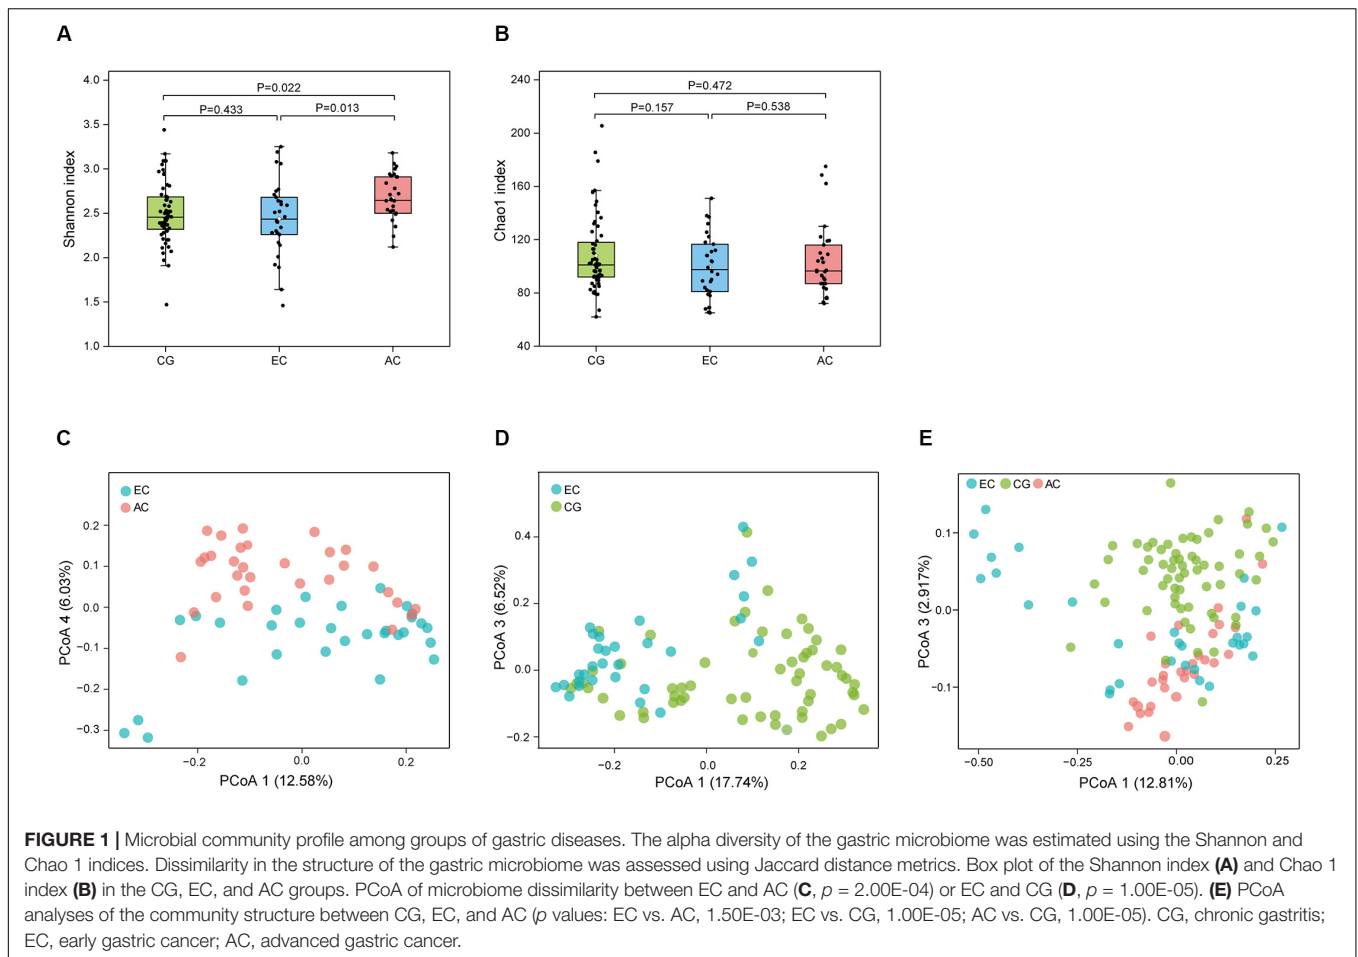 A
B
4.0
3.5
3.0
2.5
2.0
1.5
1.0
Shannon index
P=0.022
P=0.433
P=0.013
CG
EC
AC
240
200
160
120
80
40
Chao1 index
P=0.472
P=0.157
P=0.538
CG
EC
AC
C
D
E
EC
AC
0.2
0.1
0.0
−0.1
−0.2
−0.3
PCoA 4 (6.03%)
−0.2
0.0
0.2
PCoA 1 (12.58%)
EC
CG
0.4
0.2
0.0
−0.2
PCoA 3 (6.52%)
−0.2
0.0
0.2
PCoA 1 (17.74%)
EC CG AC
0.1
0.0
−0.1
PCoA 3 (2.917%)
−0.50
−0.25
0.00
0.25
PCoA 1 (12.81%)
FIGURE 1 | Microbial community profile among groups of gastric diseases. The alpha diversity of the gastric microbiome was estimated using the Shannon and
Chao 1 indices. Dissimilarity in the structure of the gastric microbiome was assessed using Jaccard distance metrics. Box plot of the Shannon index (A) and Chao 1
index (B) in the CG, EC, and AC groups. PCoA of microbiome dissimilarity between EC and AC (C, p = 2.00E-04) or EC and CG (D, p = 1.00E-05). (E) PCoA
analyses of the community structure between CG, EC, and AC (p values: EC vs. AC, 1.50E-03; EC vs. CG, 1.00E-05; AC vs. CG, 1.00E-05). CG, chronic gastritis;
EC, early gastric cancer; AC, advanced gastric cancer.